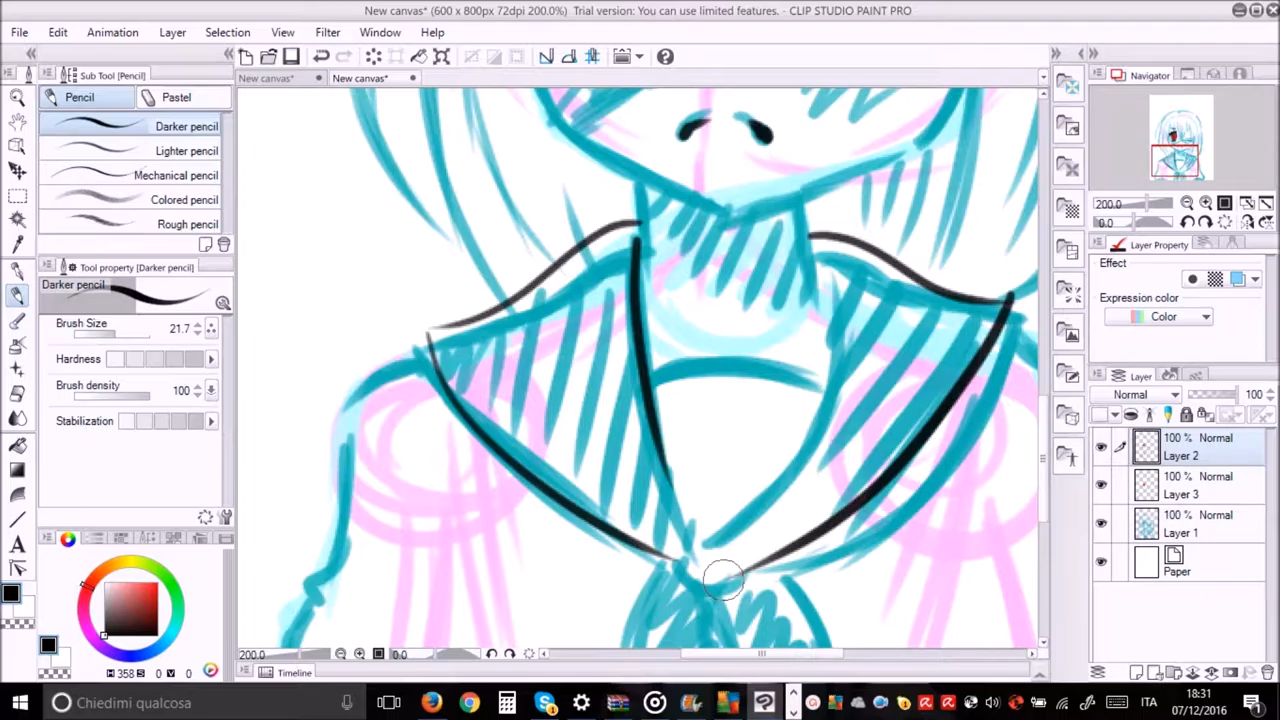 New canvas* (600 x 800px 72dpi 200.0%) Trial version: You can use limited features. - CLIP STUDIO PAINT PRO
File Edit Animation Layer Selection View Filter Window Help
Sub Tool [Pencil]
New canvas* New canvas*
Navigator
Pencil Pastel
Darker pencil
Lighter pencil
Mechanical pencil
Colored pencil
Rough pencil
200.0
0.0
Layer Property
Tool property [Darker pencil]
Darker pencil
Effect
Expression color
Color
Brush Size 21.7
Hardness
Brush density 100
Stabilization
Layer
Normal 100
100 % Normal
Layer 2
100 % Normal
Layer 3
100 % Normal
Layer 1
Paper
H 358 S 0 V 0
200.0 0.0
Timeline
Chiedimi qualcosa
ITA
18:31
07/12/2016